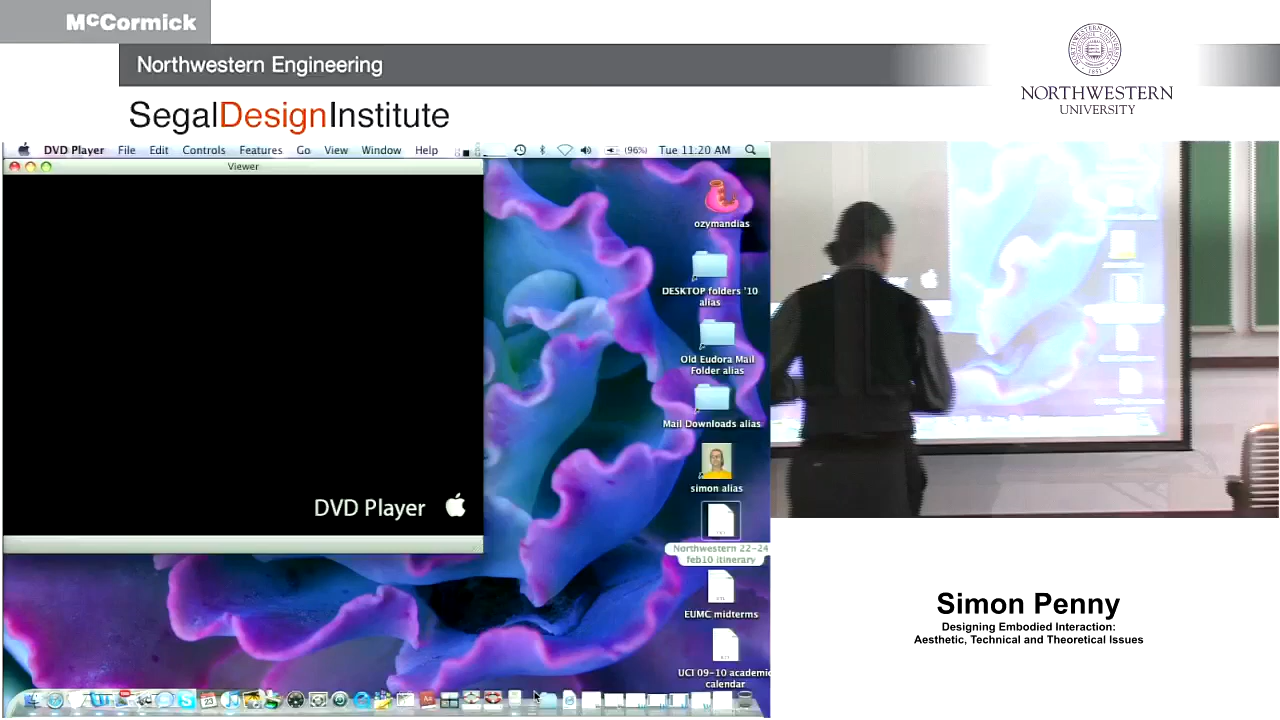 McCormick
Northwestern Engineering
NORTHWESTERN
UNIVERSITY
SegalDesignInstitute
DVD Player File Edit Controls Features Go View Window Help (96%) Tue 11:20 AM
Viewer
ozymandias
DESKTOP folders '10
alias
Old Eudora Mail
Folder alias
Mail Downloads alias
simon alias
Northwestern 22-24
feb10 itinerary
EUMC midterms
UCI 09-10 academic
calendar
DVD Player
Simon Penny
Designing Embodied Interaction:
Aesthetic, Technical and Theoretical Issues